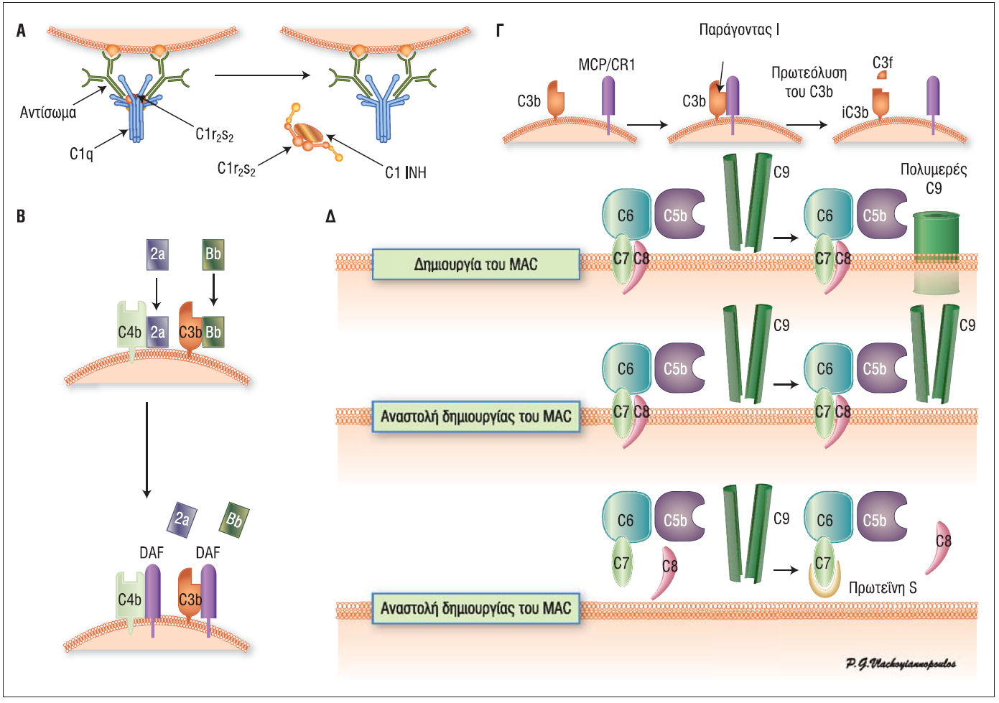 Α
Αντίσωμα
C1q
C1r₂s₂
C1r₂s₂
C1 INH
Β
2a
Bb
C4b
2a
C3b
Bb
2a
Bb
DAF
DAF
C4b
C3b
Γ
Παράγοντας I
MCP/CR1
C3b
C3b
Πρωτεόλυση
του C3b
C3f
iC3b
Δ
C9
Πολυμερές
C9
C6
C5b
C6
C5b
C7
C8
C7
C8
Δημιουργία του MAC
C9
C9
C6
C5b
C6
C5b
C7
C8
C7
C8
Αναστολή δημιουργίας του MAC
C6
C5b
C9
C6
C5b
C7
C8
C7
C8
Πρωτεΐνη S
Αναστολή δημιουργίας του MAC
P.G.Vlachoyiannopoulos